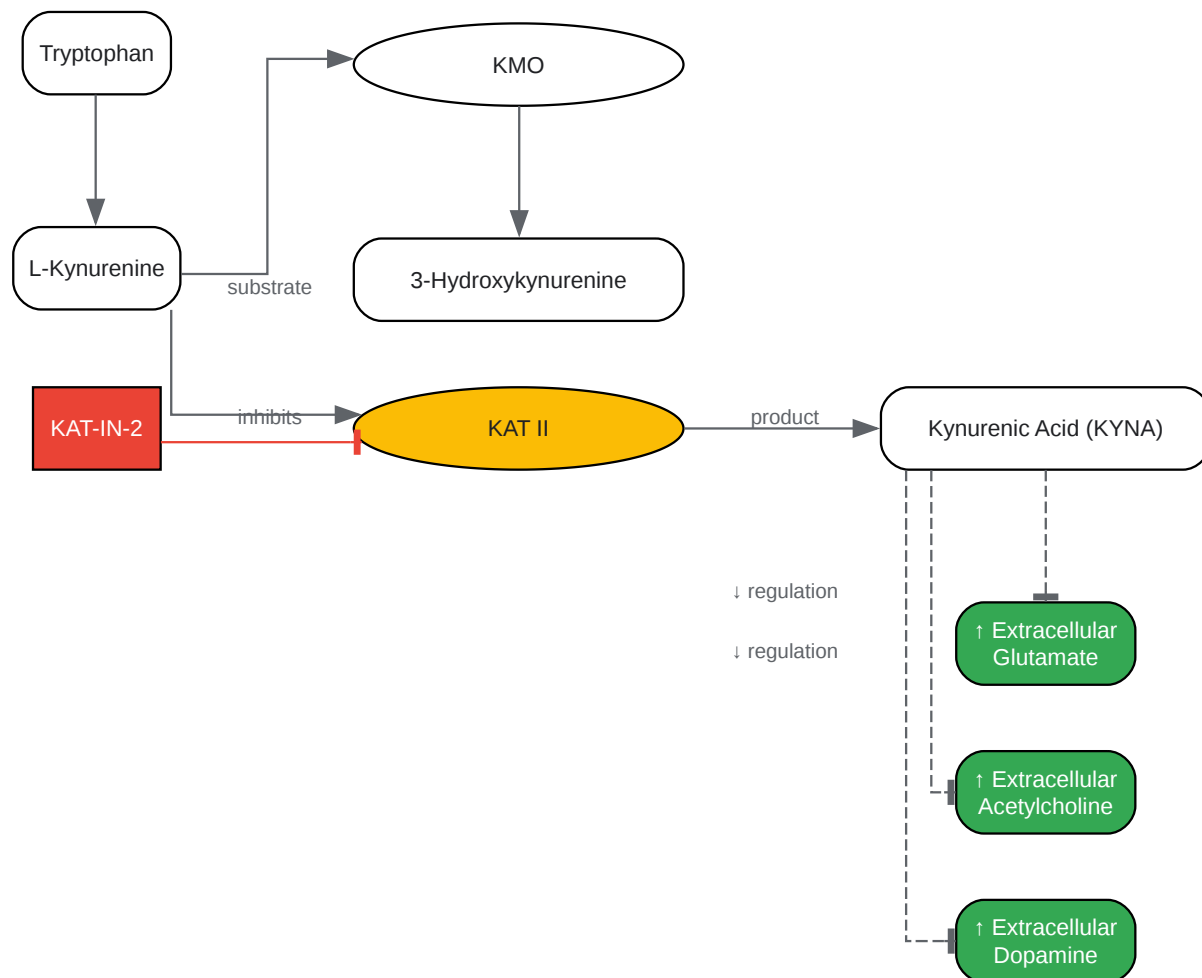 Tryptophan
KMO
L-Kynurenine
substrate
3-Hydroxykynurenine
KAT-IN-2
inhibits
KAT II
product
Kynurenic Acid (KYNA)
↓ regulation
↓ regulation
↑ Extracellular
Glutamate
↑ Extracellular
Acetylcholine
↑ Extracellular
Dopamine